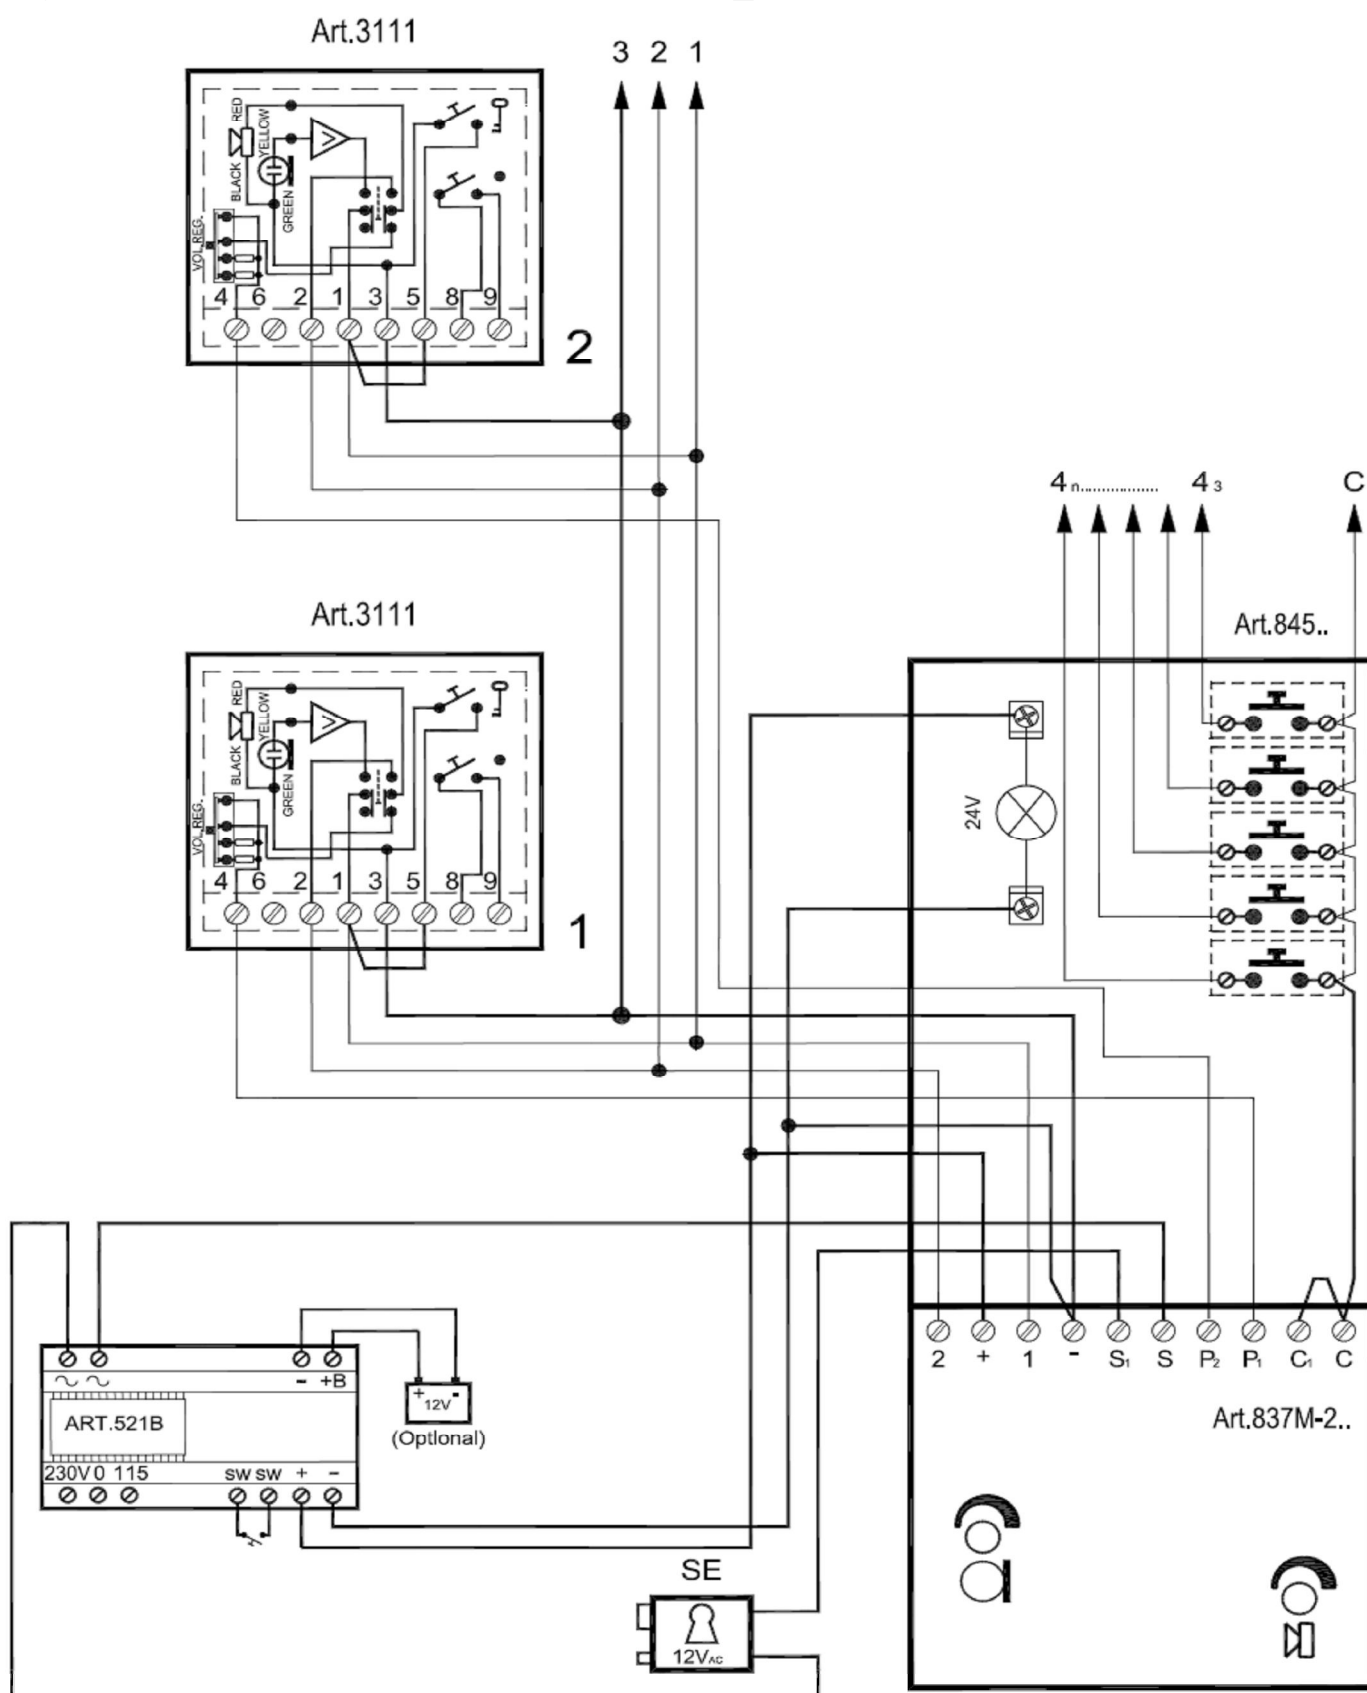 Art.3111
3 2 1
RED
YELLOW
BLACK
GREEN
VOL.REG.
4 6 2 1 3 5 8 9
2
4 n.................. 4 3 C
Art.3111
Art.845..
RED
YELLOW
BLACK
GREEN
VOL.REG.
24V
4 6 2 1 3 5 8 9
1
2 + 1 - S1 S P2 P1 C1 C
- +B
ART.521B
+ 12V -
(Optional)
Art.837M-2..
230V 0 115 SW SW + -
SE
12VAC